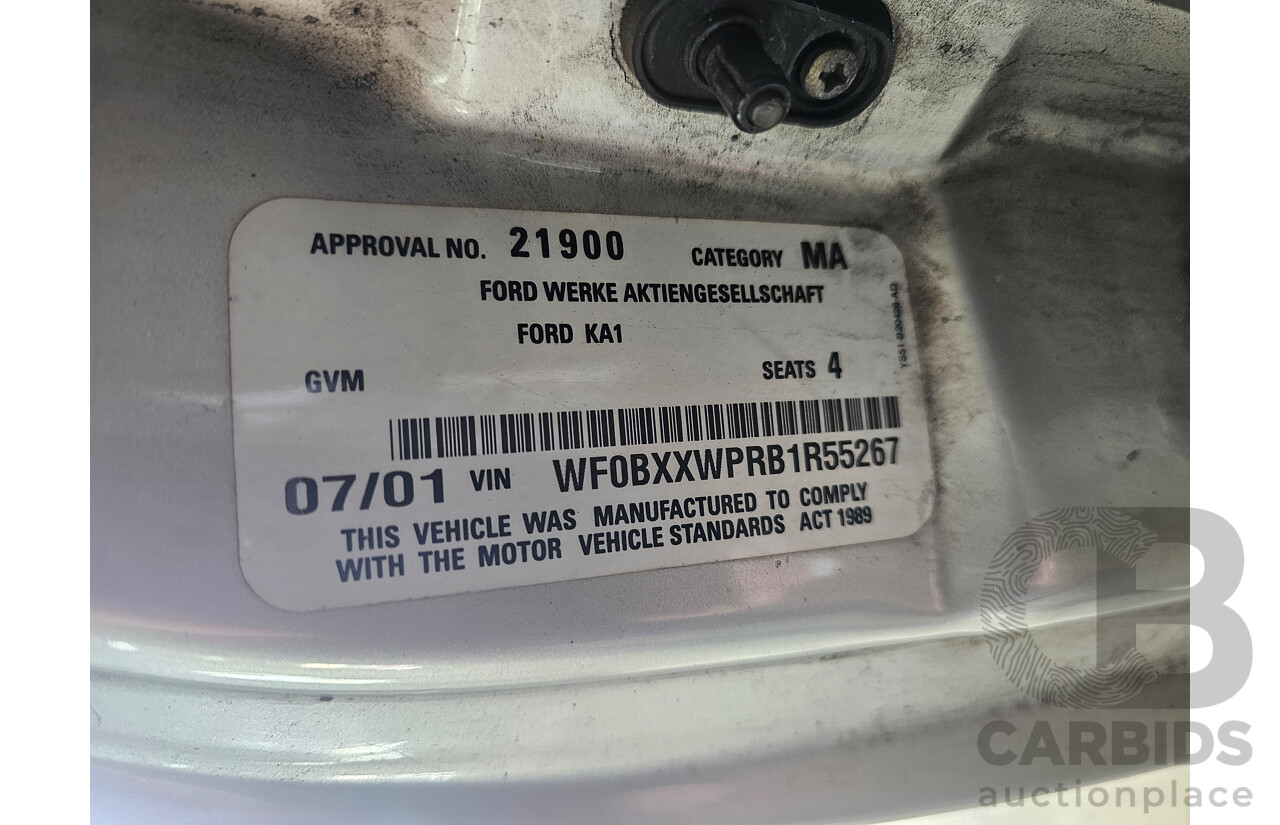 APPROVAL NO. 21900 CATEGORY MA
FORD WERKE AKTIENGESELLSCHAFT
FORD KA1
GVM SEATS 4
07/01 VIN WF0BXXWPRB1R55267
THIS VEHICLE WAS MANUFACTURED TO COMPLY
WITH THE MOTOR VEHICLE STANDARDS ACT 1989
CB
CARBIDS
auctionplace